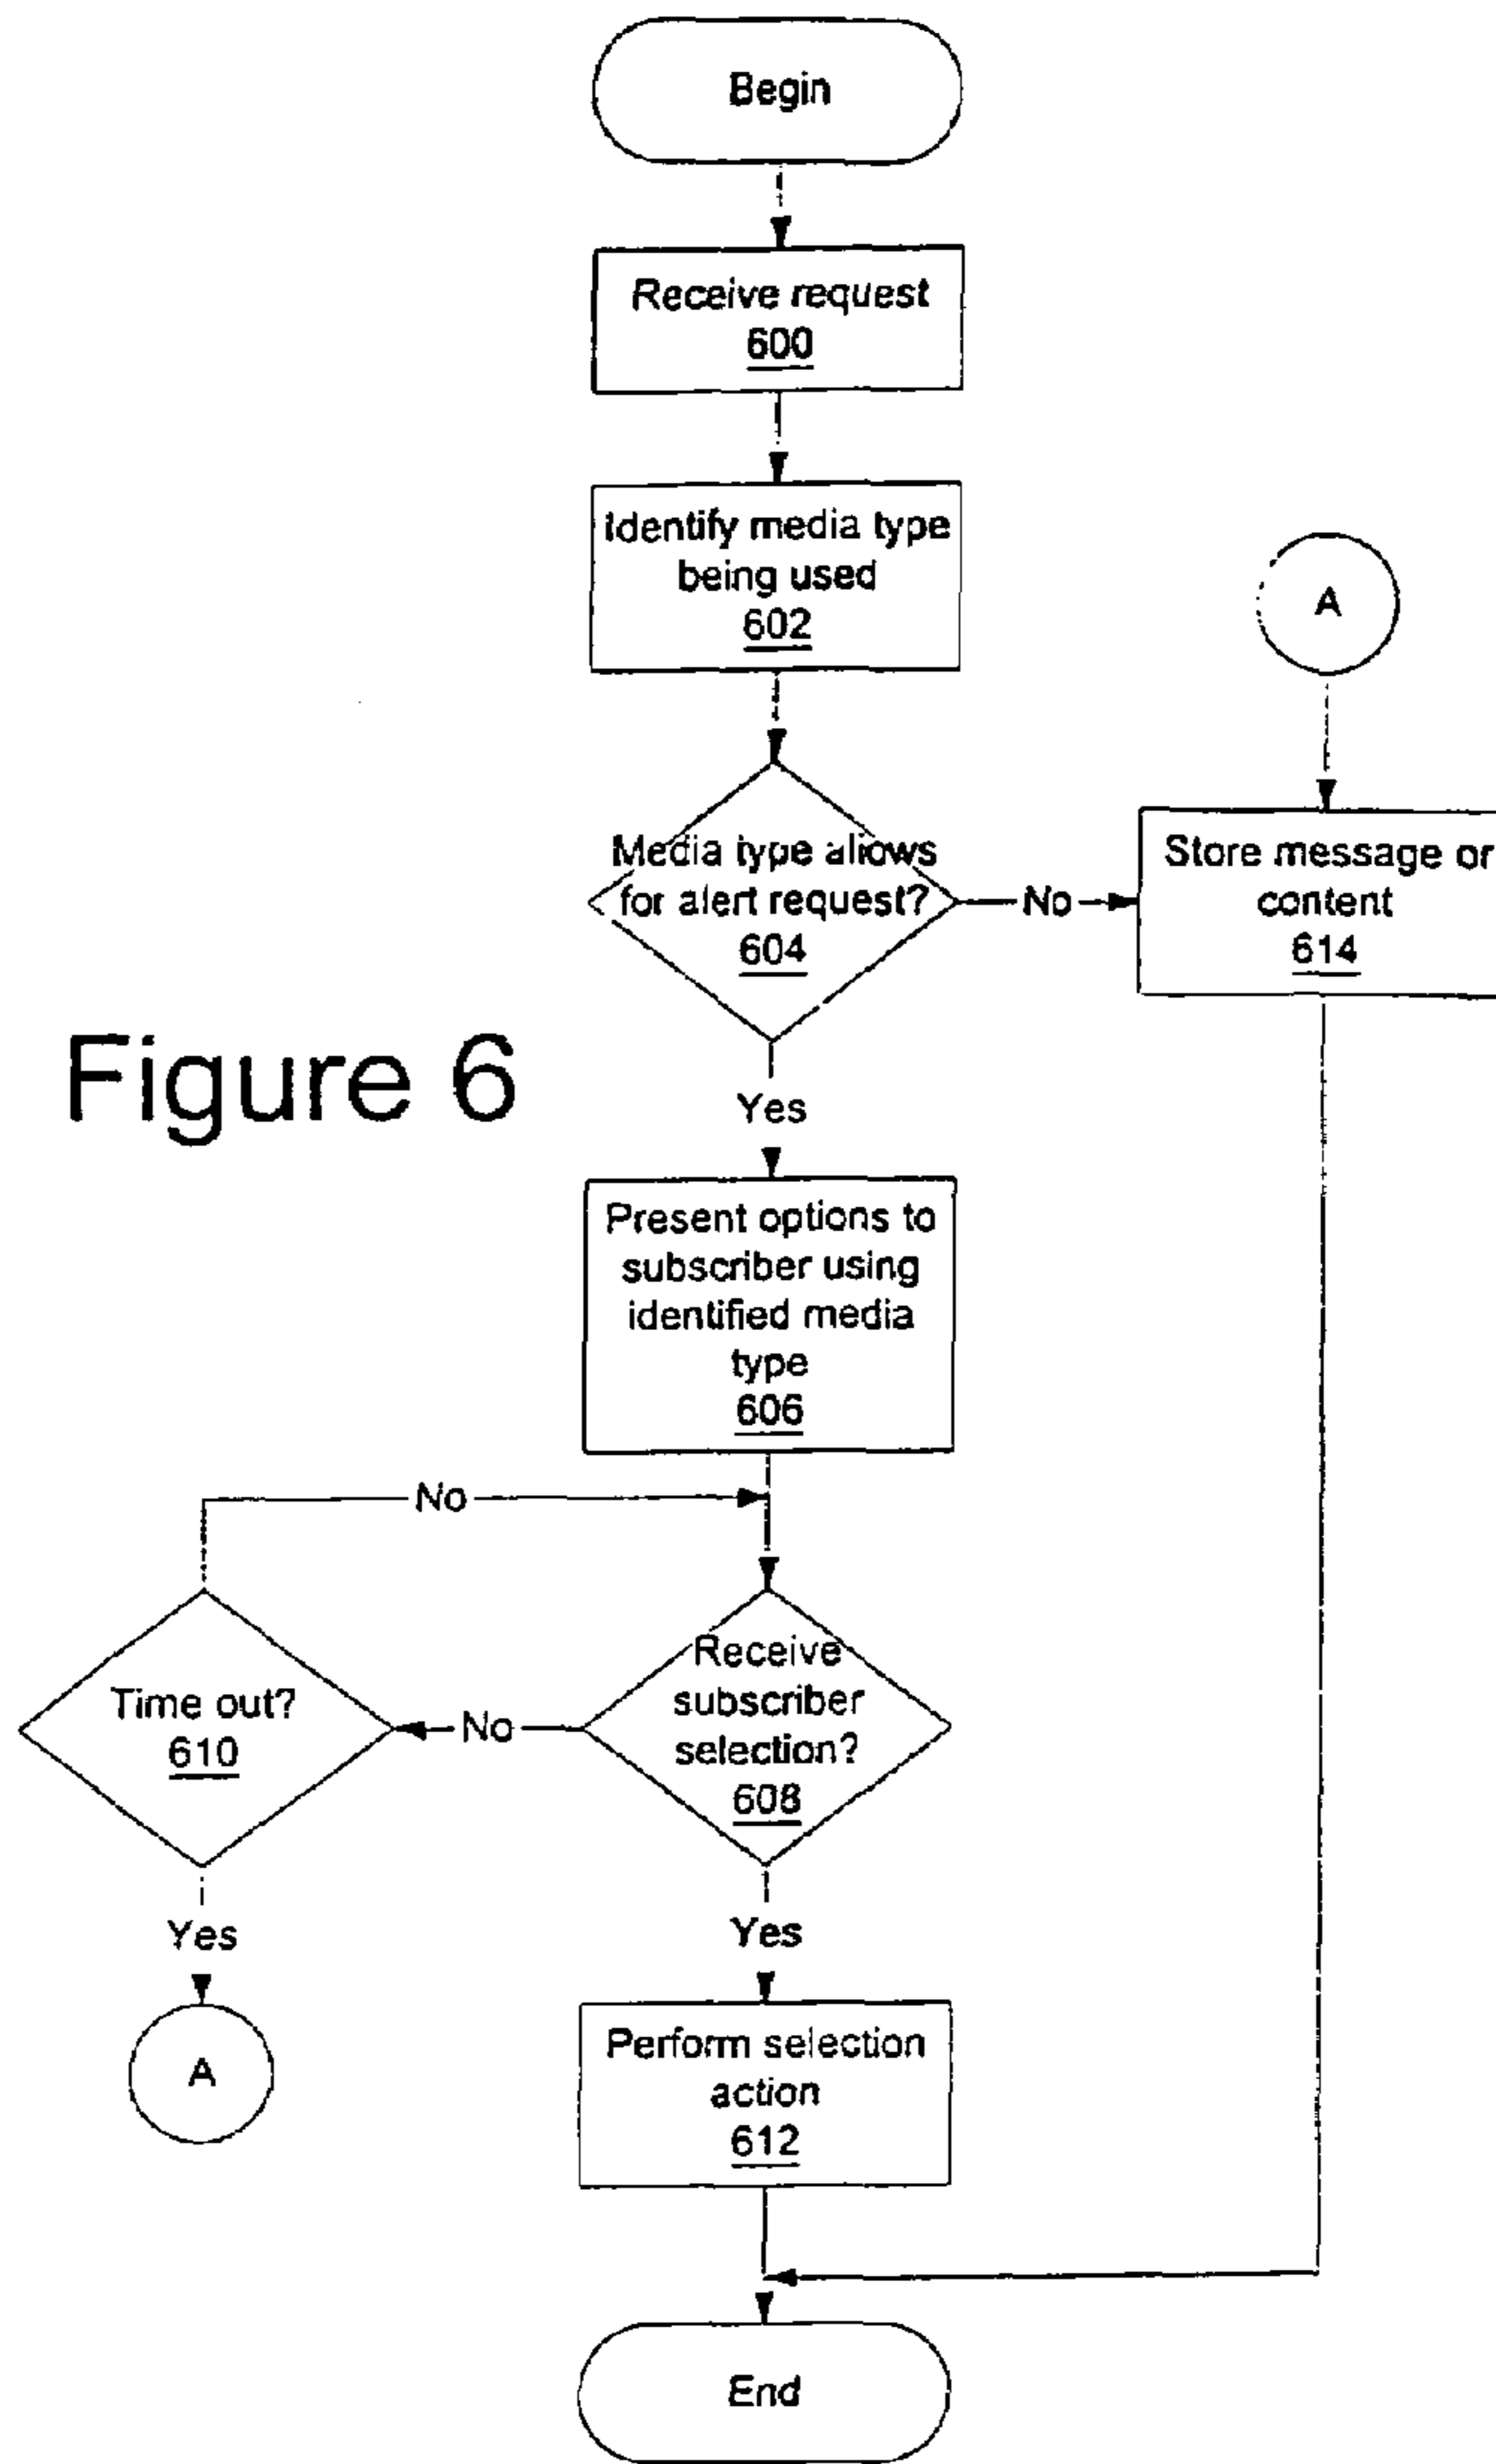 Begin
Receive request
600
Identify media type
being used
602
A
Media type allows
for alert request?
604
No
Store message or
content
614
Figure 6
Yes
Present options to
subscriber using
identified media
type
606
No
Time out?
610
No
Receive
subscriber
selection?
608
Yes
A
Yes
Perform selection
action
612
End